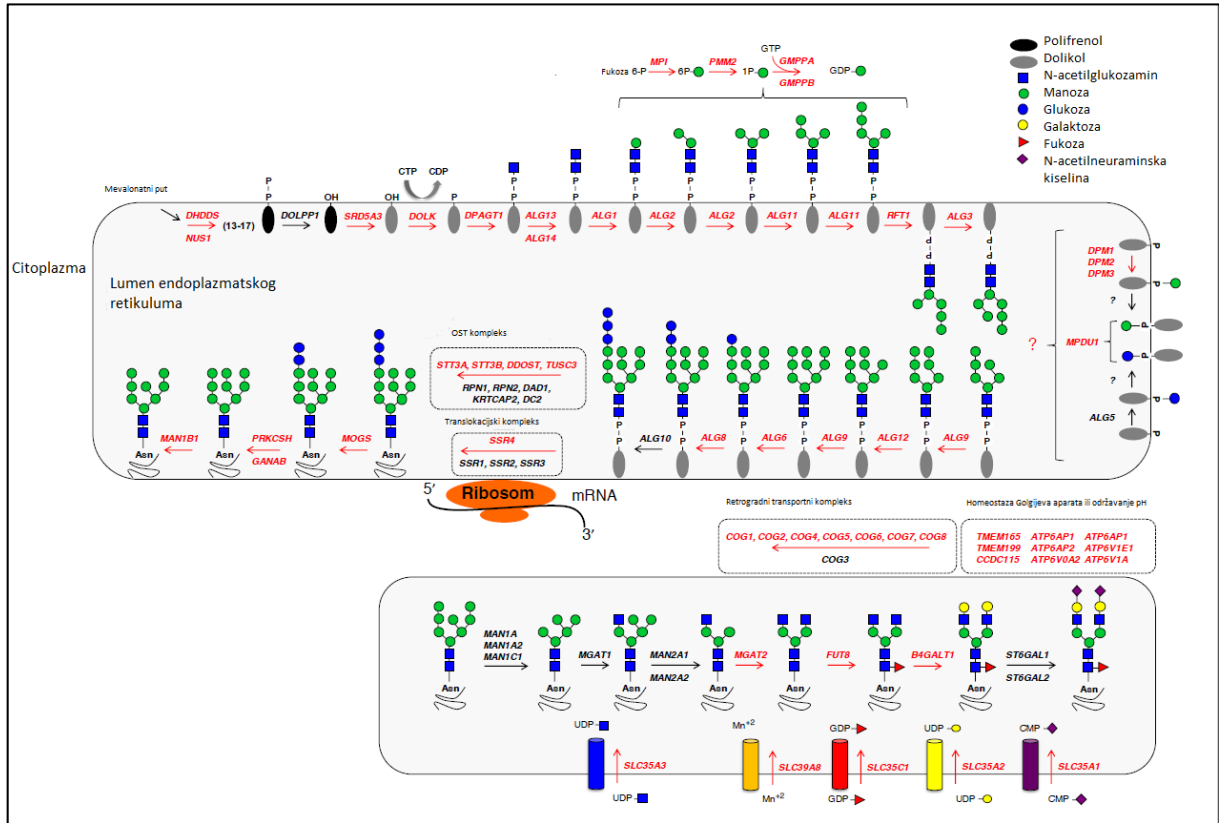 GTP
Fukoza 6-P
MPI
6P
PMM2
1P
GMPPA
GMPPB
GDP
Polifrenol
Dolikol
N-acetilglukozamin
Manoza
Glukoza
Galaktoza
Fukoza
N-acetilneuraminska
kiselina
Mevalonatni put
P P OH OH P P P P P P P P
P P P P P P P P
CTP CDP
DHDDS
NUS1
(13-17)
DOLPP1
SRD5A3
DOLK
DPAGT1
ALG13
ALG14
ALG1
ALG2
ALG2
ALG11
ALG11
RFT1
ALG3
P P
P P
Citoplazma
Lumen endoplazmatskog
retikuluma
DPM1
DPM2
DPM3
P
P
?
?
MPDU1
P
P
?
P
ALG5
P
OST kompleks
STT3A, STT3B, DDOST, TUSC3
RPN1, RPN2, DAD1,
KRTCAP2, DC2
Translokacijski kompleks
SSR4
SSR1, SSR2, SSR3
Asn
MAN1B1
Asn
PRKCSH
GANAB
Asn
MOGS
Asn
P P P P P P P
P P P P P P P
ALG10
ALG8
ALG6
ALG9
ALG12
ALG9
5′
Ribosom
mRNA
3′
Retrogradni transportni kompleks
COG1, COG2, COG4, COG5, COG6, COG7, COG8
COG3
Homeostaza Golgijeva aparata ili održavanje pH
TMEM165 ATP6AP1 ATP6AP1
TMEM199 ATP6AP2 ATP6V1E1
CCDC115 ATP6V0A2 ATP6V1A
MAN1A
MAN1A2
MAN1C1
MGAT1
MAN2A1
MAN2A2
MGAT2
FUT8
B4GALT1
ST6GAL1
ST6GAL2
Asn Asn Asn Asn Asn Asn Asn Asn
UDP
SLC35A3
UDP
Mn+2
SLC39A8
Mn+2
GDP
SLC35C1
GDP
UDP
SLC35A2
UDP
CMP
SLC35A1
CMP